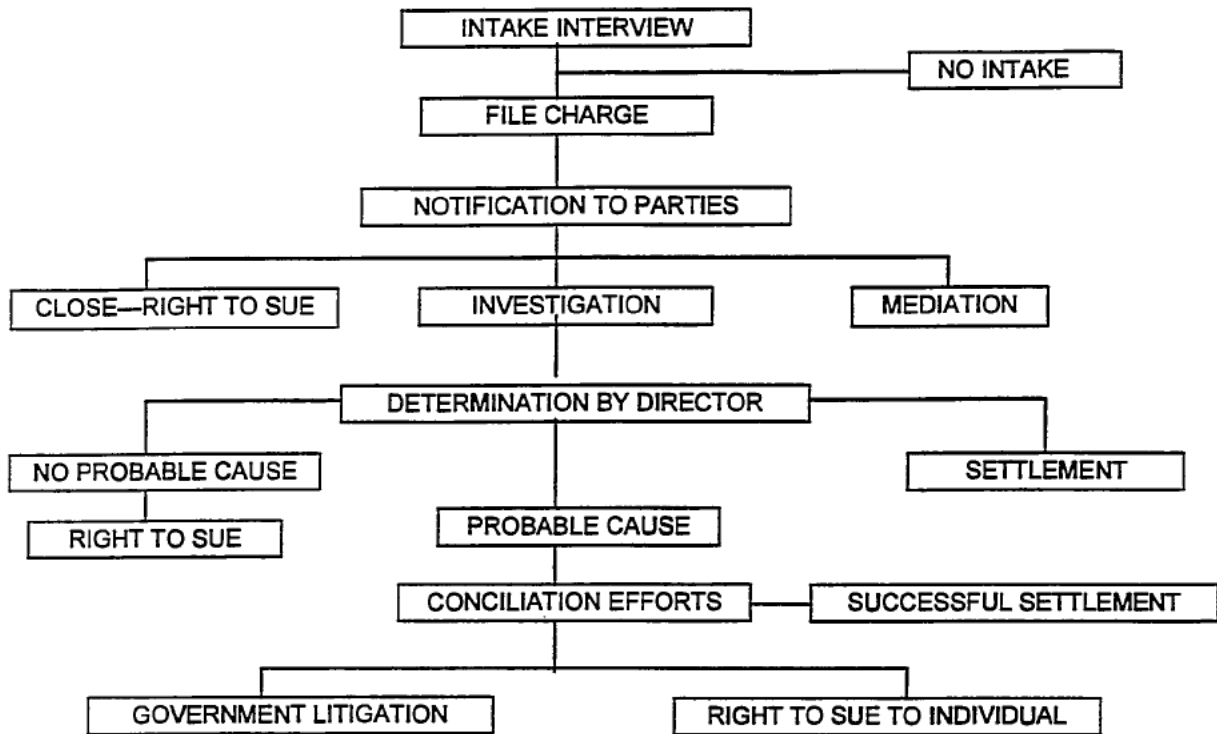 INTAKE INTERVIEW
NO INTAKE
FILE CHARGE
NOTIFICATION TO PARTIES
CLOSE—RIGHT TO SUE
INVESTIGATION
MEDIATION
DETERMINATION BY DIRECTOR
NO PROBABLE CAUSE
SETTLEMENT
RIGHT TO SUE
PROBABLE CAUSE
CONCILIATION EFFORTS
SUCCESSFUL SETTLEMENT
GOVERNMENT LITIGATION
RIGHT TO SUE TO INDIVIDUAL